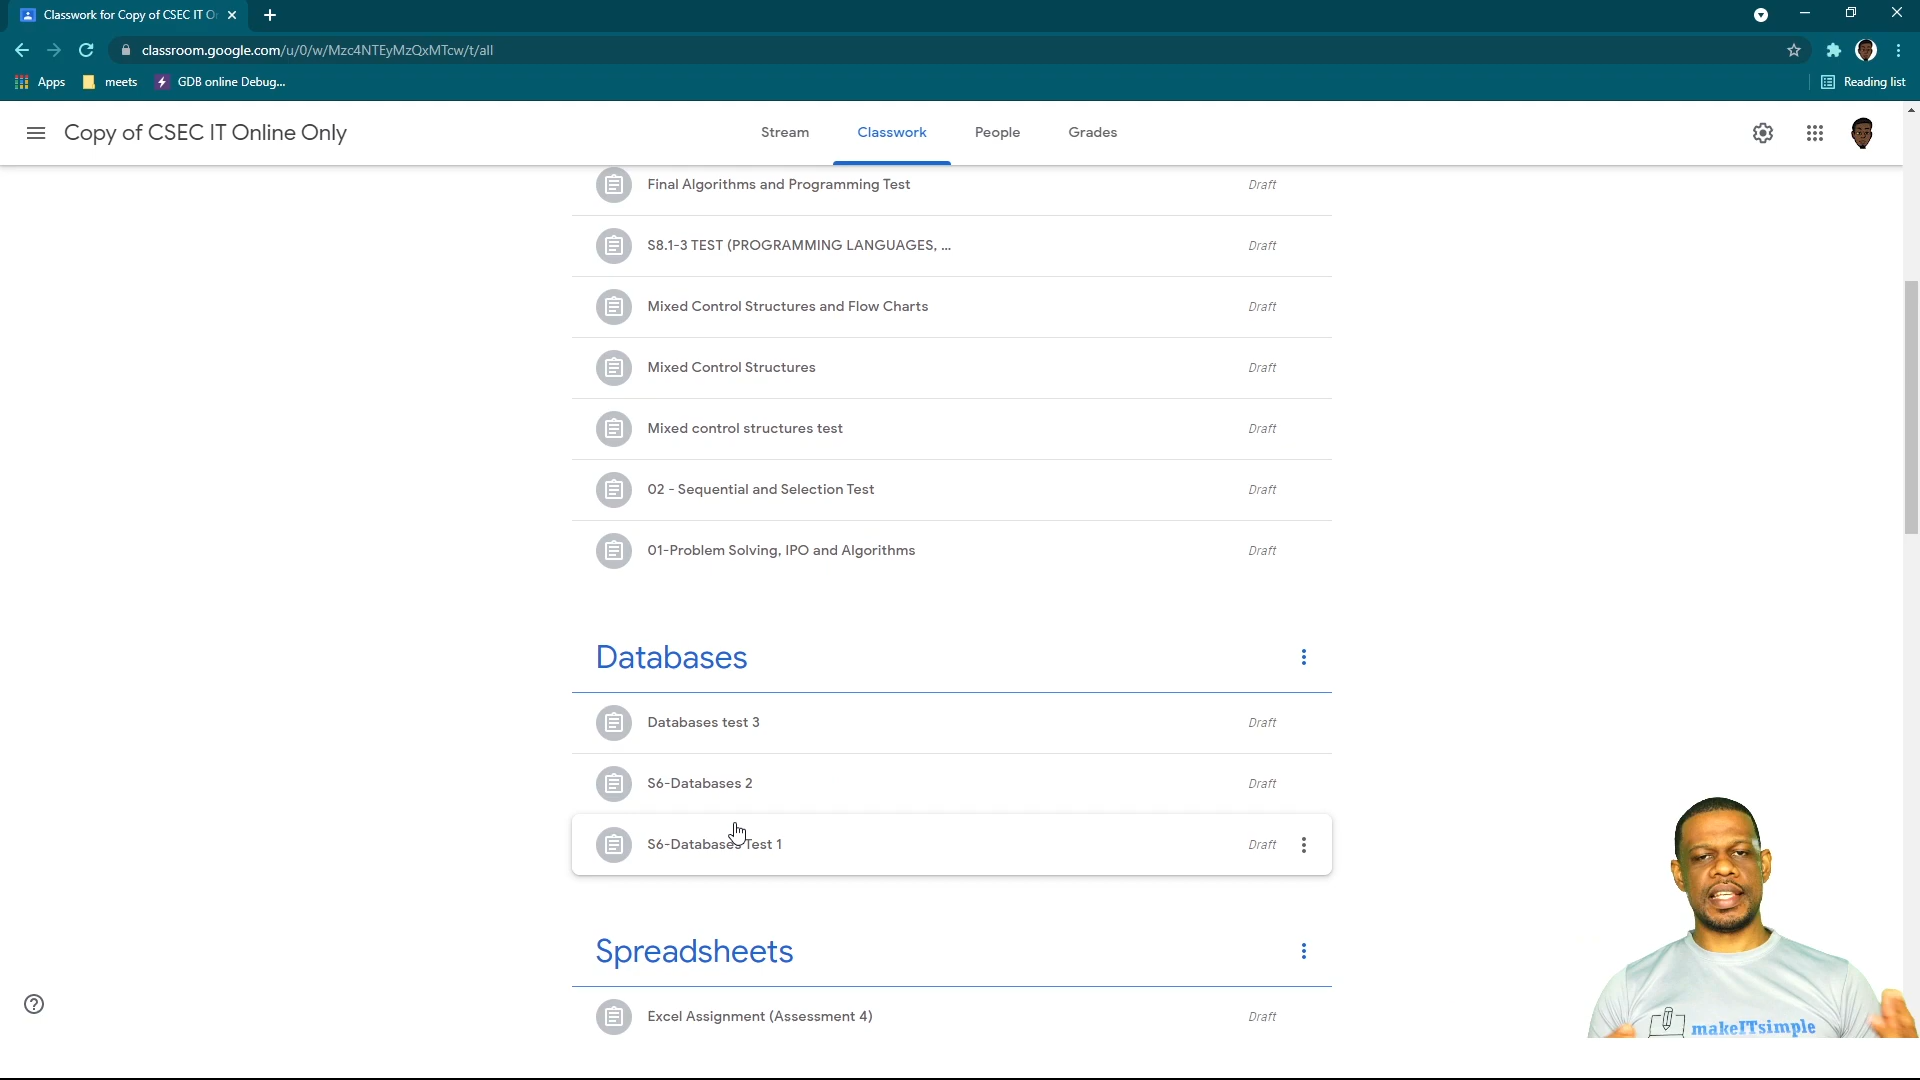 Classwork for Copy of CSEC IT O
classroom.google.com/u/0/w/Mzc4NTEyMzQxMTcw/t/all
Apps
meets
GDB online Debug...
Reading list
Copy of CSEC IT Online Only
Stream
Classwork
People
Grades
Final Algorithms and Programming Test
Draft
S8.1-3 TEST (PROGRAMMING LANGUAGES, ...
Draft
Mixed Control Structures and Flow Charts
Draft
Mixed Control Structures
Draft
Mixed control structures test
Draft
02 - Sequential and Selection Test
Draft
01-Problem Solving, IPO and Algorithms
Draft
Databases
Databases test 3
Draft
S6-Databases 2
Draft
S6-Databases Test 1
Draft
Spreadsheets
Excel Assignment (Assessment 4)
Draft
makeITsimple